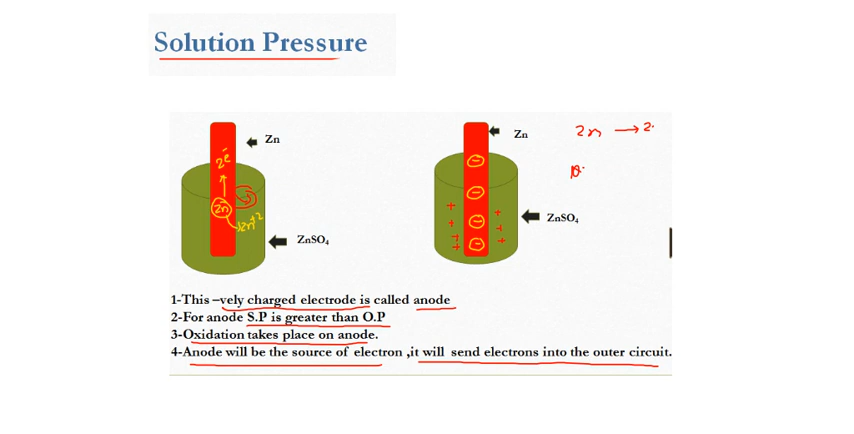 Solution Pressure
Zn
2e⁻
Zn
Zn⁺²
ZnSO₄
Zn
ZnSO₄
Zn → 2
1-This –vely charged electrode is called anode
2-For anode S.P is greater than O.P
3-Oxidation takes place on anode.
4-Anode will be the source of electron ,it will send electrons into the outer circuit.